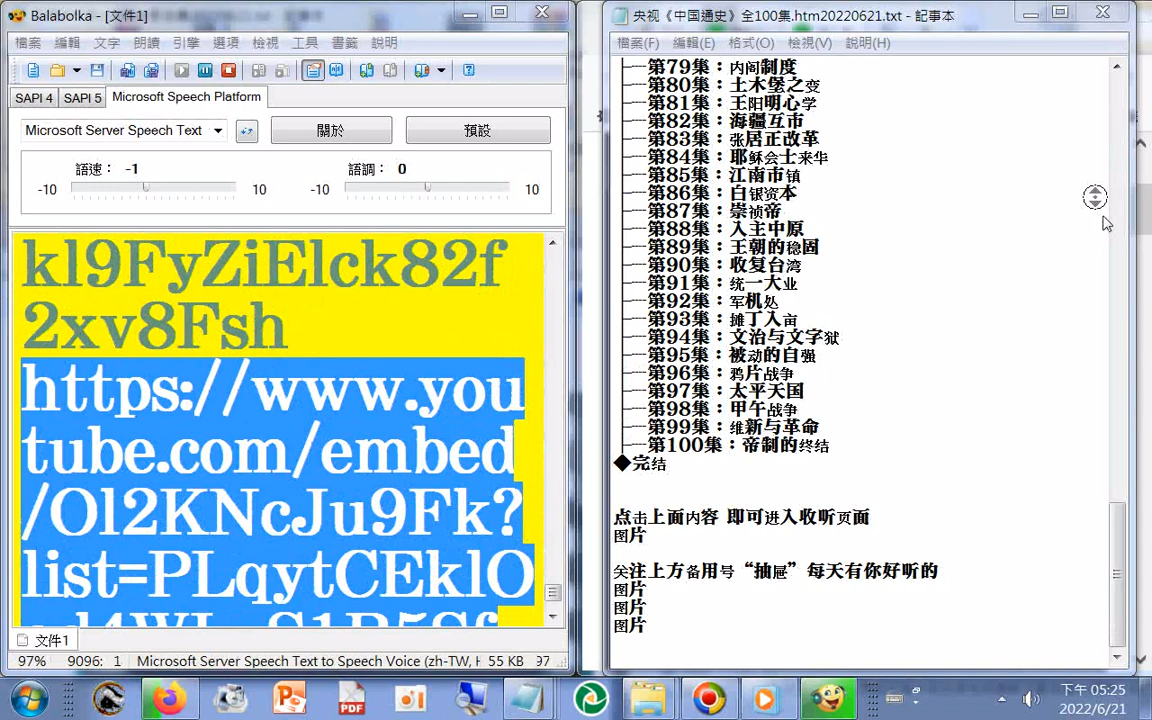 Balabolka - [文件1]
檔案 編輯 文字 朗讀 引擎 選項 檢視 工具 書籤 說明
SAPI 4 SAPI 5 Microsoft Speech Platform
Microsoft Server Speech Text
關於
預設
語速： -1
語調： 0
-10 10 -10 10
kl9FyZiElck82f
2xv8Fsh
https://www.you
tube.com/embed
/Ol2KNcJu9Fk?
list=PLqytCEklO
文件1
97% 9096: 1 Microsoft Server Speech Text to Speech Voice (zh-TW, H 55 KB 97
央视《中国通史》全100集.htm20220621.txt - 記事本
檔案(F) 編輯(E) 格式(O) 檢視(V) 說明(H)
├─第79集：内阁制度
├─第80集：土木堡之变
├─第81集：王阳明心学
├─第82集：海疆互市
├─第83集：张居正改革
├─第84集：耶稣会士来华
├─第85集：江南市镇
├─第86集：白银资本
├─第87集：崇祯帝
├─第88集：入主中原
├─第89集：王朝的稳固
├─第90集：收复台湾
├─第91集：统一大业
├─第92集：军机处
├─第93集：摊丁入亩
├─第94集：文治与文字狱
├─第95集：被动的自强
├─第96集：鸦片战争
├─第97集：太平天国
├─第98集：甲午战争
├─第99集：维新与革命
├─第100集：帝制的终结
◆完结
点击上面内容 即可进入收听页面
图片
关注上方备用号“抽屉”每天有你好听的
图片
图片
图片
PDF
下午 05:25
2022/6/21